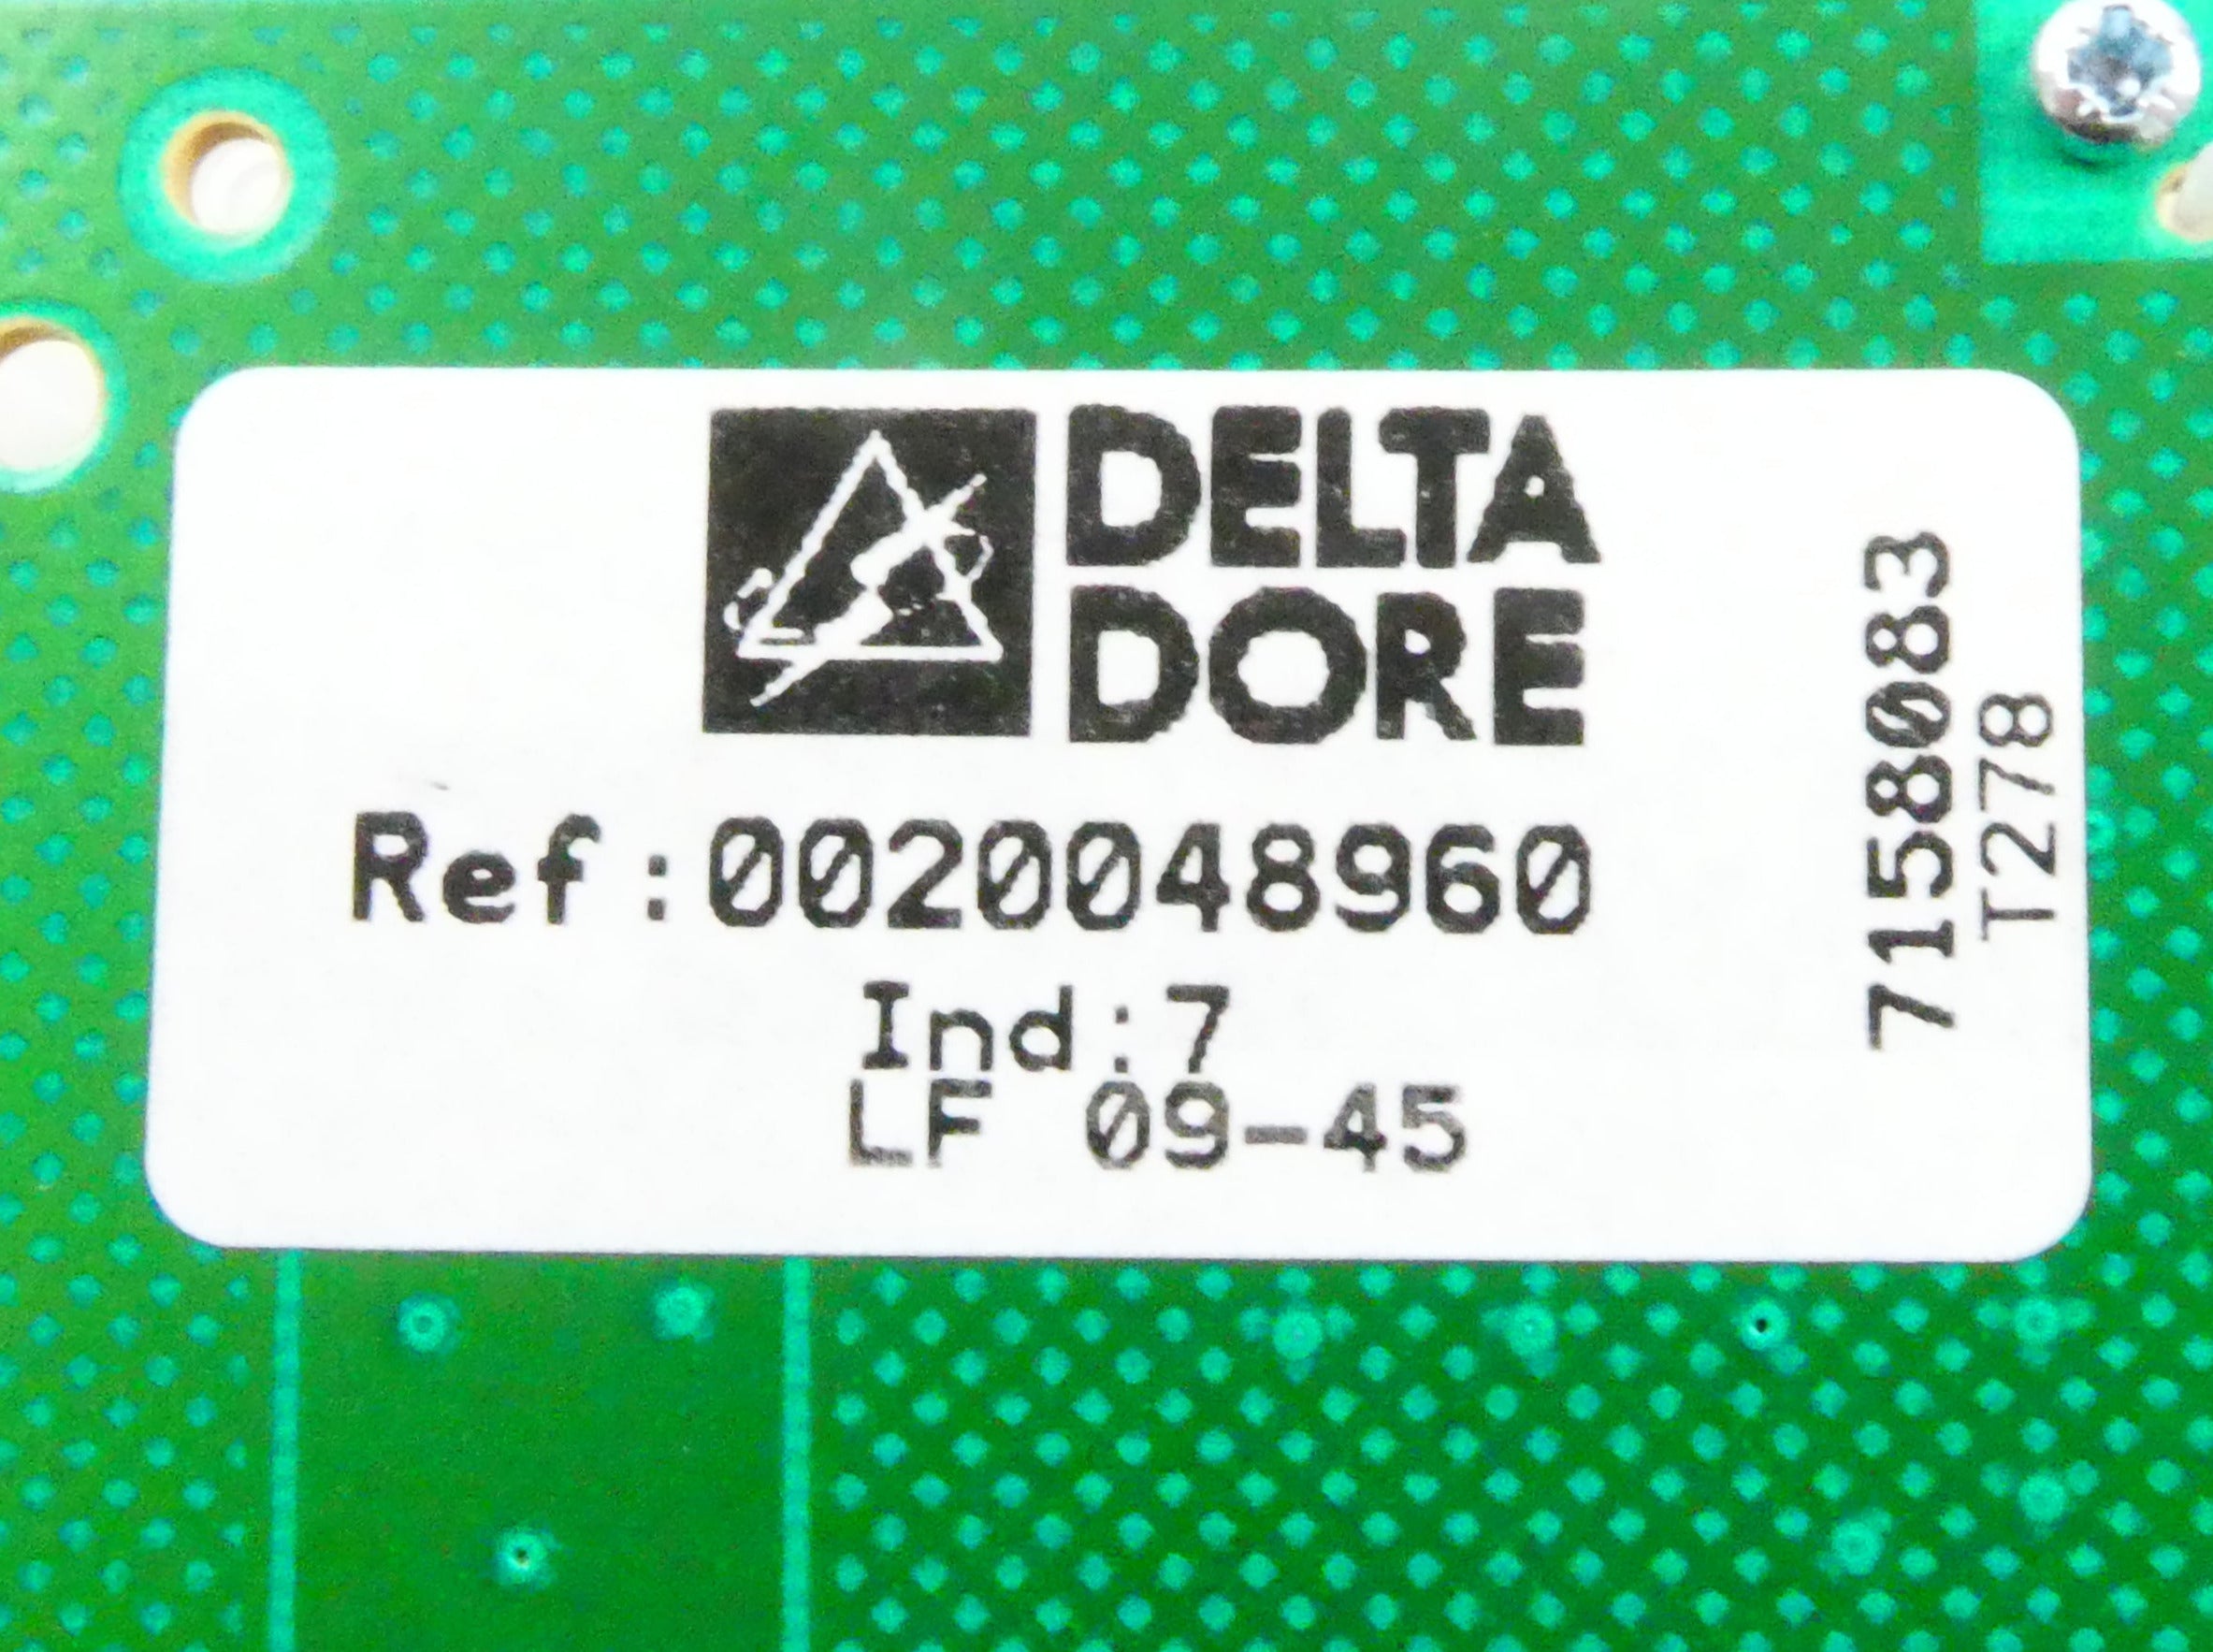 DELTA
DORE
Ref:0020048960
Ind:7
LF 09-45
7158083
T278